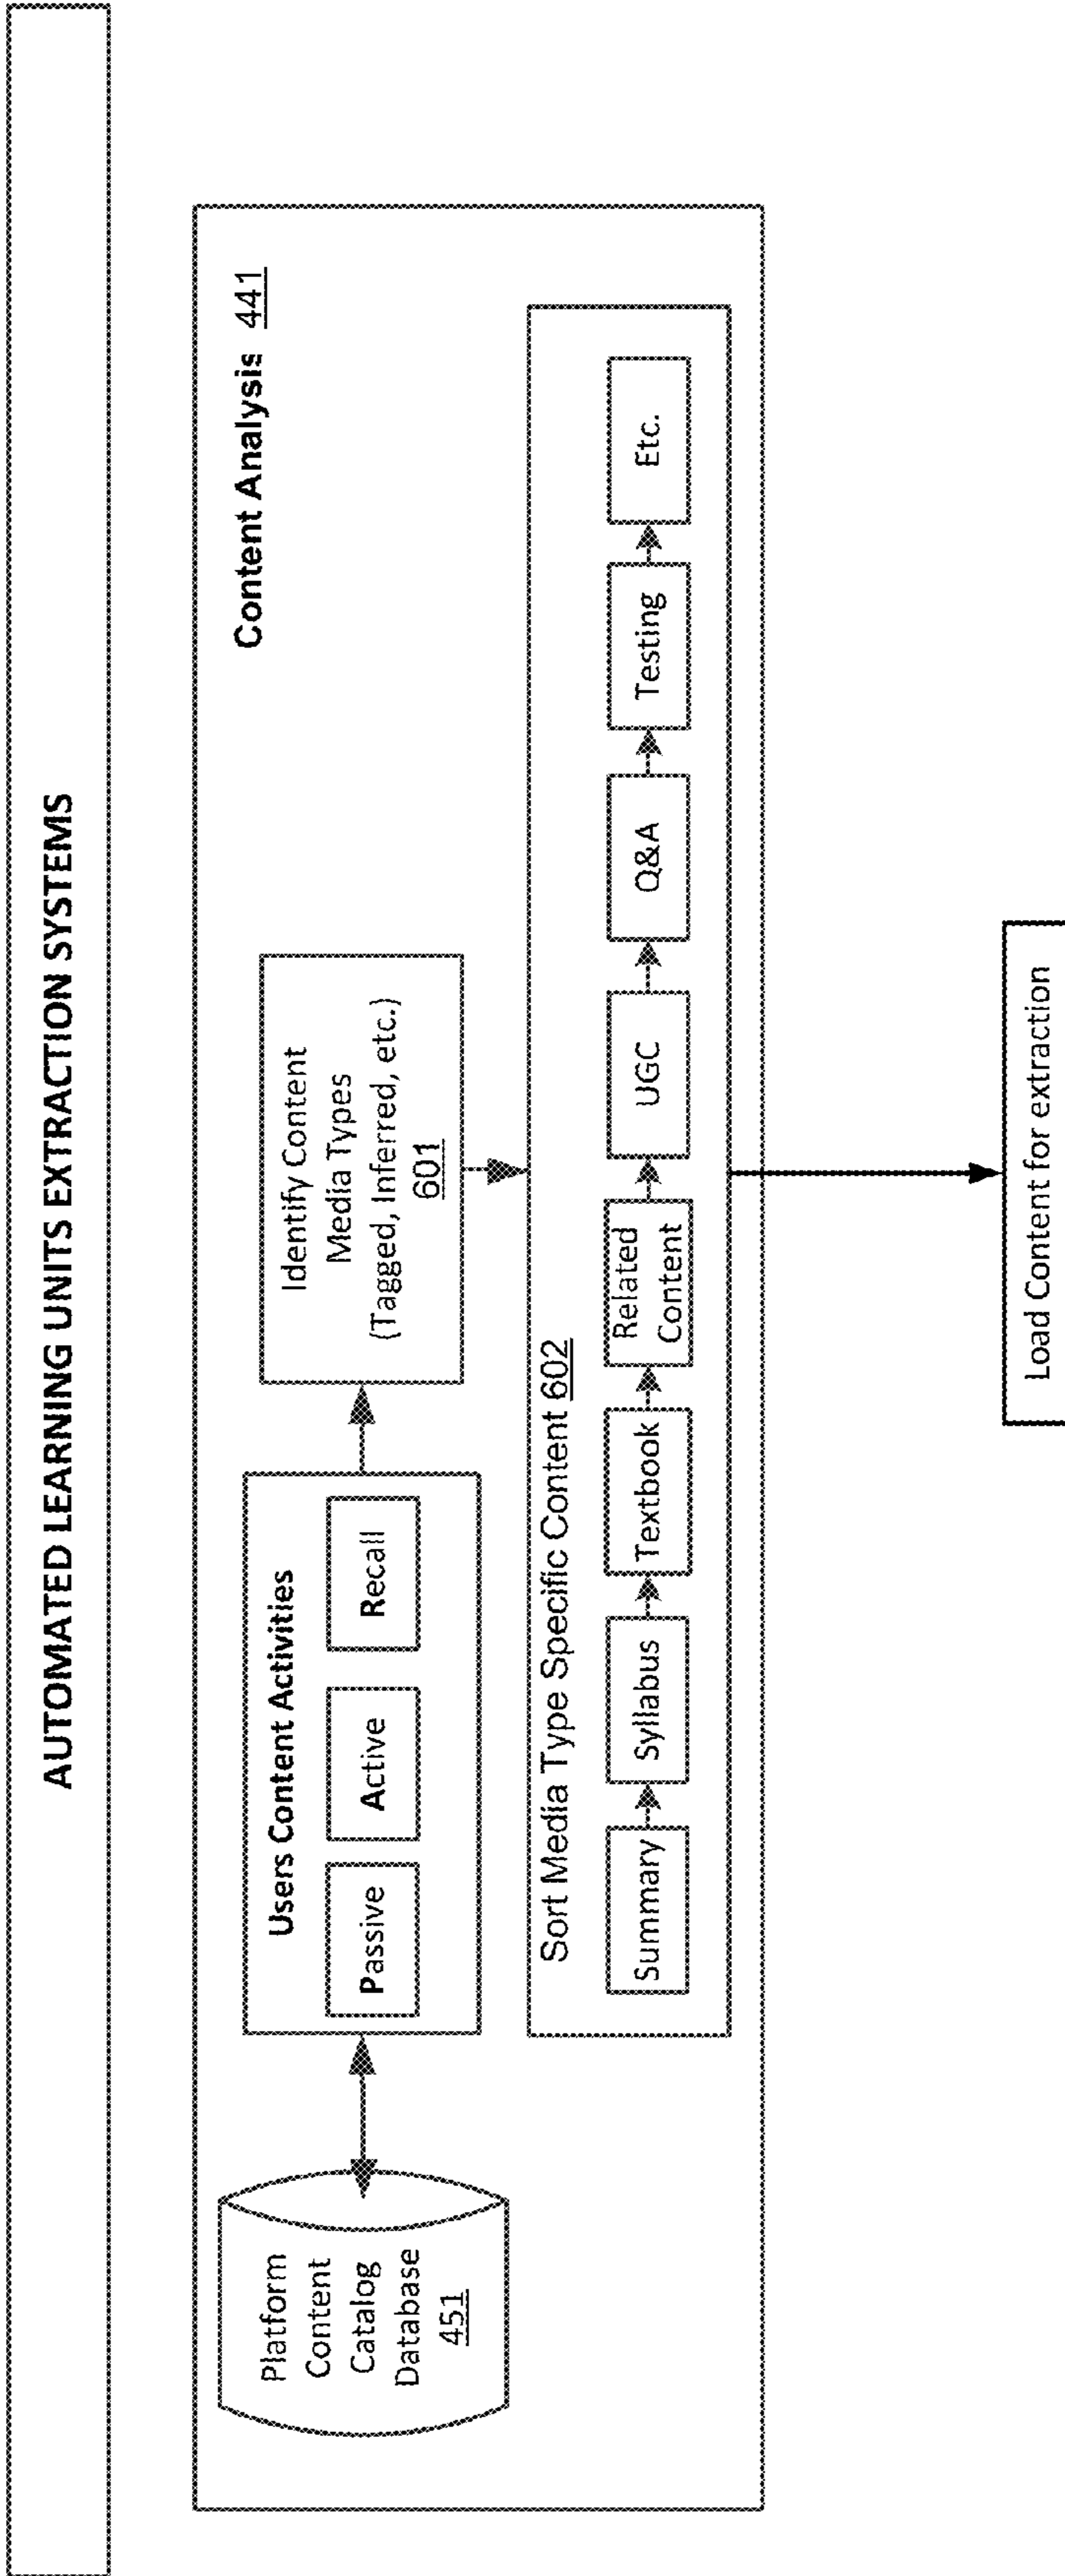 AUTOMATED LEARNING UNITS EXTRACTION SYSTEMS
Content Analysis 441
Platform
Content
Catalog
Database
451
Users Content Activities
Passive
Active
Recall
Identify Content
Media Types
(Tagged, Inferred, etc.)
601
Sort Media Type Specific Content 602
Summary
Syllabus
Textbook
Related
Content
UGC
Q&A
Testing
Etc.
Load Content for extraction